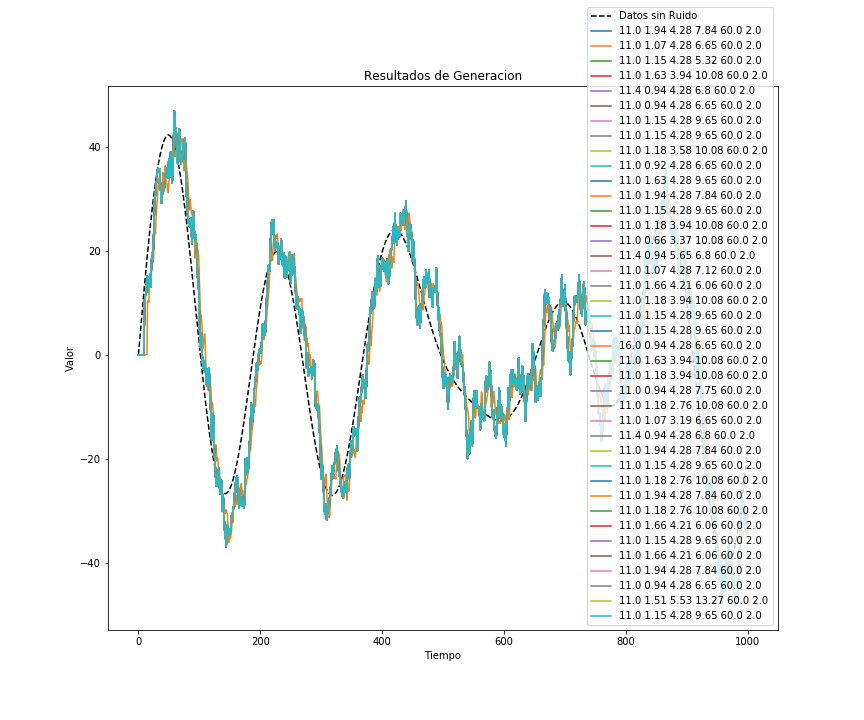 Resultados de Generacion
Datos sin Ruido
11.0 1.94 4.28 7.84 60.0 2.0
11.0 1.07 4.28 6.65 60.0 2.0
11.0 1.15 4.28 5.32 60.0 2.0
11.0 1.63 3.94 10.08 60.0 2.0
11.4 0.94 4.28 6.8 60.0 2.0
11.0 0.94 4.28 6.65 60.0 2.0
11.0 1.15 4.28 9.65 60.0 2.0
11.0 1.15 4.28 9.65 60.0 2.0
11.0 1.18 3.58 10.08 60.0 2.0
11.0 0.92 4.28 6.65 60.0 2.0
11.0 1.63 4.28 9.65 60.0 2.0
11.0 1.94 4.28 7.84 60.0 2.0
11.0 1.15 4.28 9.65 60.0 2.0
11.0 1.18 3.94 10.08 60.0 2.0
11.0 0.66 3.37 10.08 60.0 2.0
11.4 0.94 5.65 6.8 60.0 2.0
11.0 1.07 4.28 7.12 60.0 2.0
11.0 1.66 4.21 6.06 60.0 2.0
11.0 1.18 3.94 10.08 60.0 2.0
11.0 1.15 4.28 9.65 60.0 2.0
11.0 1.15 4.28 9.65 60.0 2.0
16.0 0.94 4.28 6.65 60.0 2.0
11.0 1.63 3.94 10.08 60.0 2.0
11.0 1.18 3.94 10.08 60.0 2.0
11.0 0.94 4.28 7.75 60.0 2.0
11.0 1.18 2.76 10.08 60.0 2.0
11.0 1.07 3.19 6.65 60.0 2.0
11.4 0.94 4.28 6.8 60.0 2.0
11.0 1.94 4.28 7.84 60.0 2.0
11.0 1.15 4.28 9.65 60.0 2.0
11.0 1.18 2.76 10.08 60.0 2.0
11.0 1.94 4.28 7.84 60.0 2.0
11.0 1.18 2.76 10.08 60.0 2.0
11.0 1.66 4.21 6.06 60.0 2.0
11.0 1.15 4.28 9.65 60.0 2.0
11.0 1.66 4.21 6.06 60.0 2.0
11.0 1.94 4.28 7.84 60.0 2.0
11.0 0.94 4.28 6.65 60.0 2.0
11.0 1.51 5.53 13.27 60.0 2.0
11.0 1.15 4.28 9.65 60.0 2.0
40
20
0
−20
−40
Valor
0 200 400 600 800 1000
Tiempo